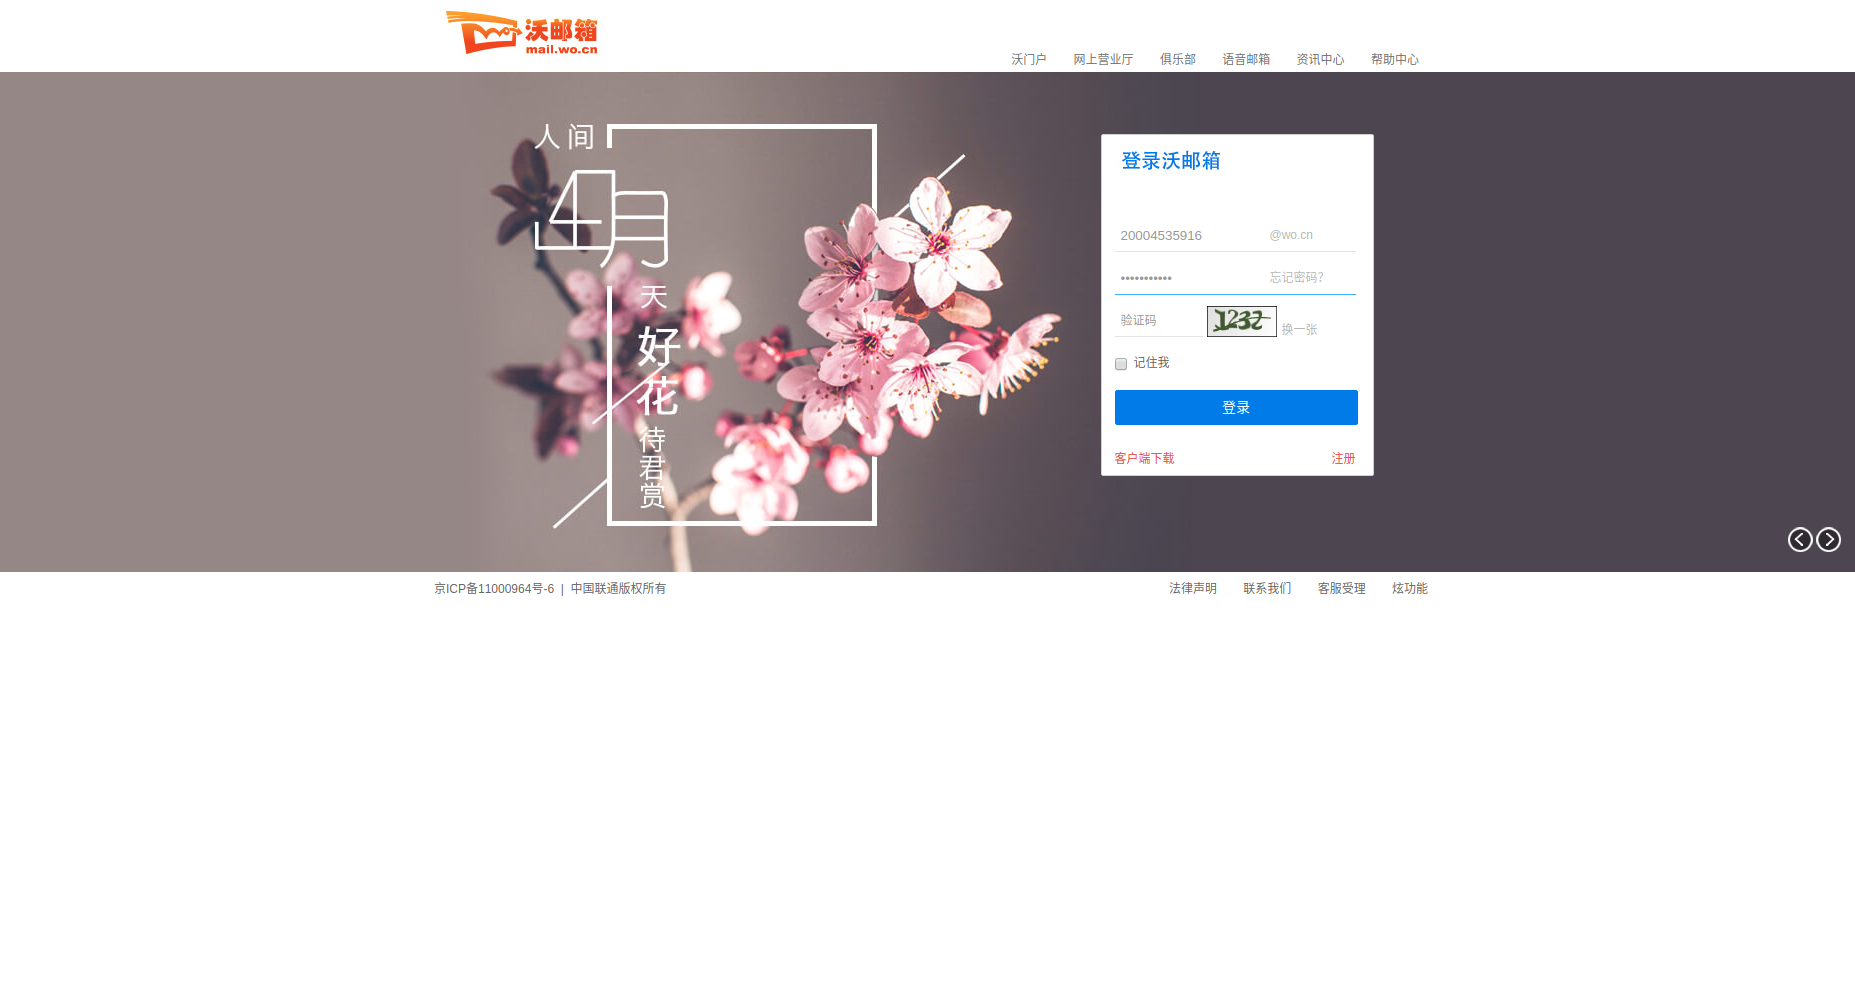 沃邮箱
mail.wo.cn
沃门户 网上营业厅 俱乐部 语音邮箱 资讯中心 帮助中心
人间
四月
天
好
花
待
君
赏
登录沃邮箱
20004535916 @wo.cn
••••••••••• 忘记密码?
验证码 1232 换一张
记住我
登录
客户端下载 注册
京ICP备11000964号-6 | 中国联通版权所有 法律声明 联系我们 客服受理 炫功能